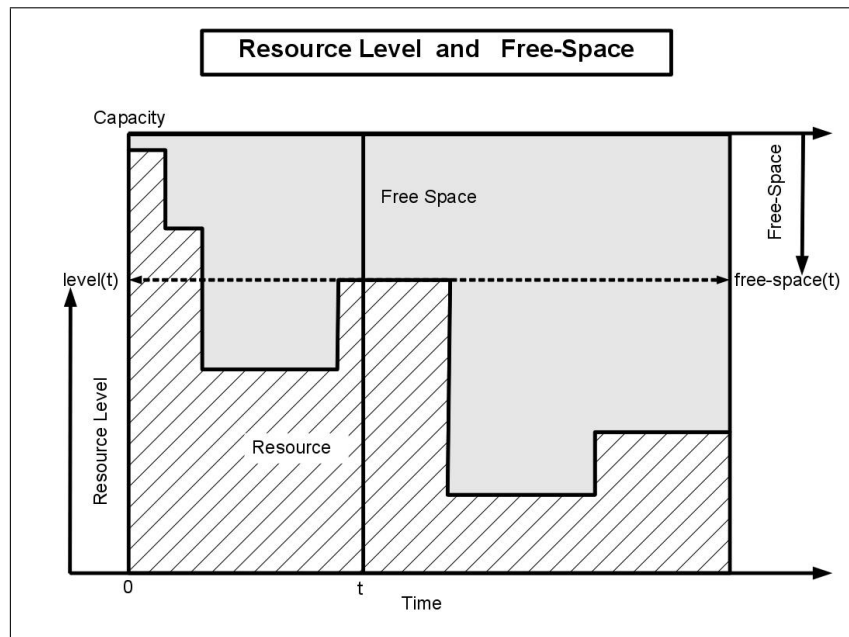 Resource Level and Free-Space
Capacity
Free-Space
Free Space
level(t)
free-space(t)
Resource Level
Resource
0
t
Time